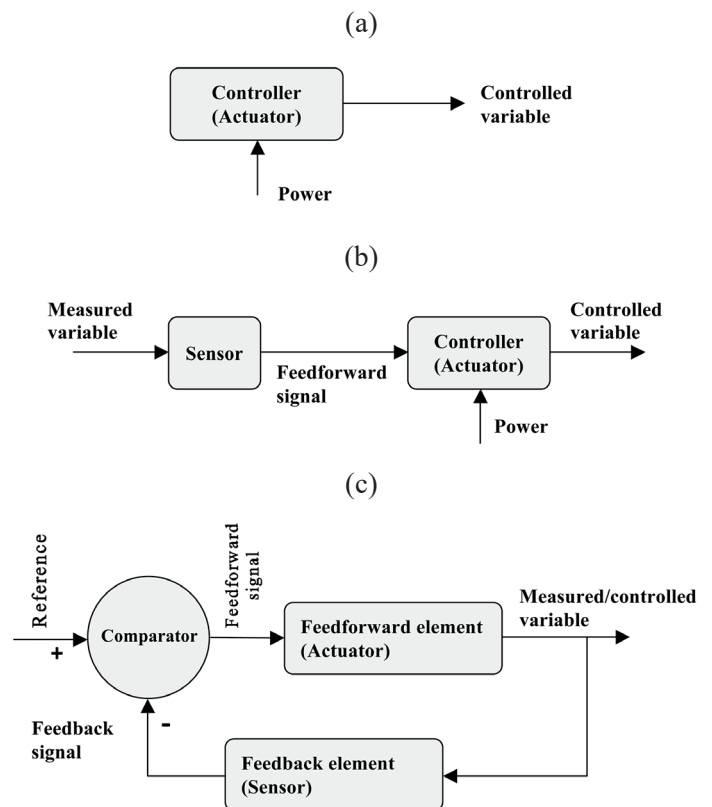 (a)
Controller
(Actuator)
Controlled
variable
Power
(b)
Measured
variable
Sensor
Feedforward
signal
Controller
(Actuator)
Controlled
variable
Power
(c)
Reference
+
Comparator
Feedforward
signal
Feedforward element
(Actuator)
Measured/controlled
variable
Feedback
signal
-
Feedback element
(Sensor)